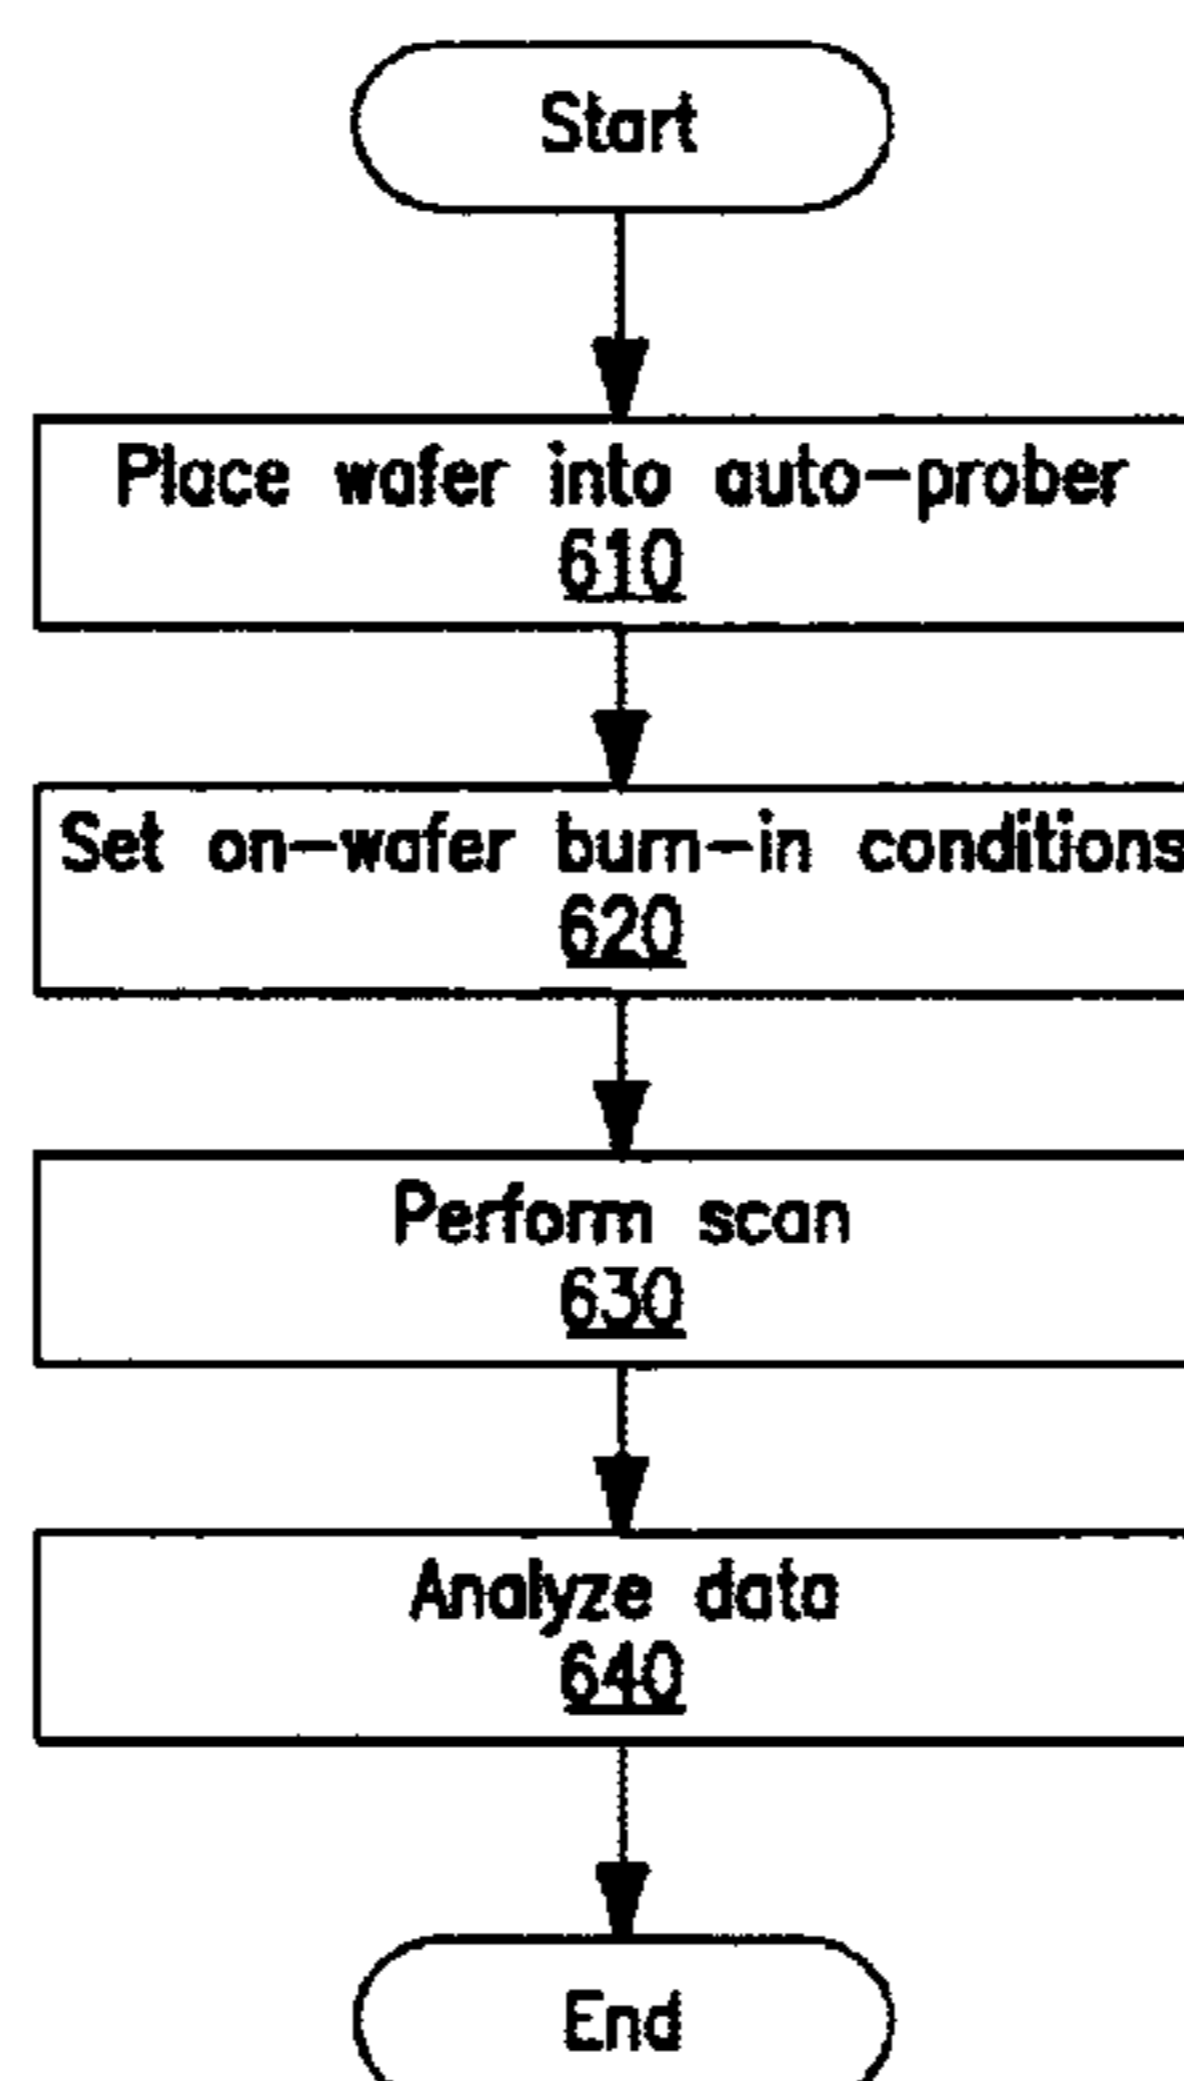 Start
Place wafer into auto-prober
610
Set on-wafer burn-in conditions
620
Perform scan
630
Analyze data
640
End